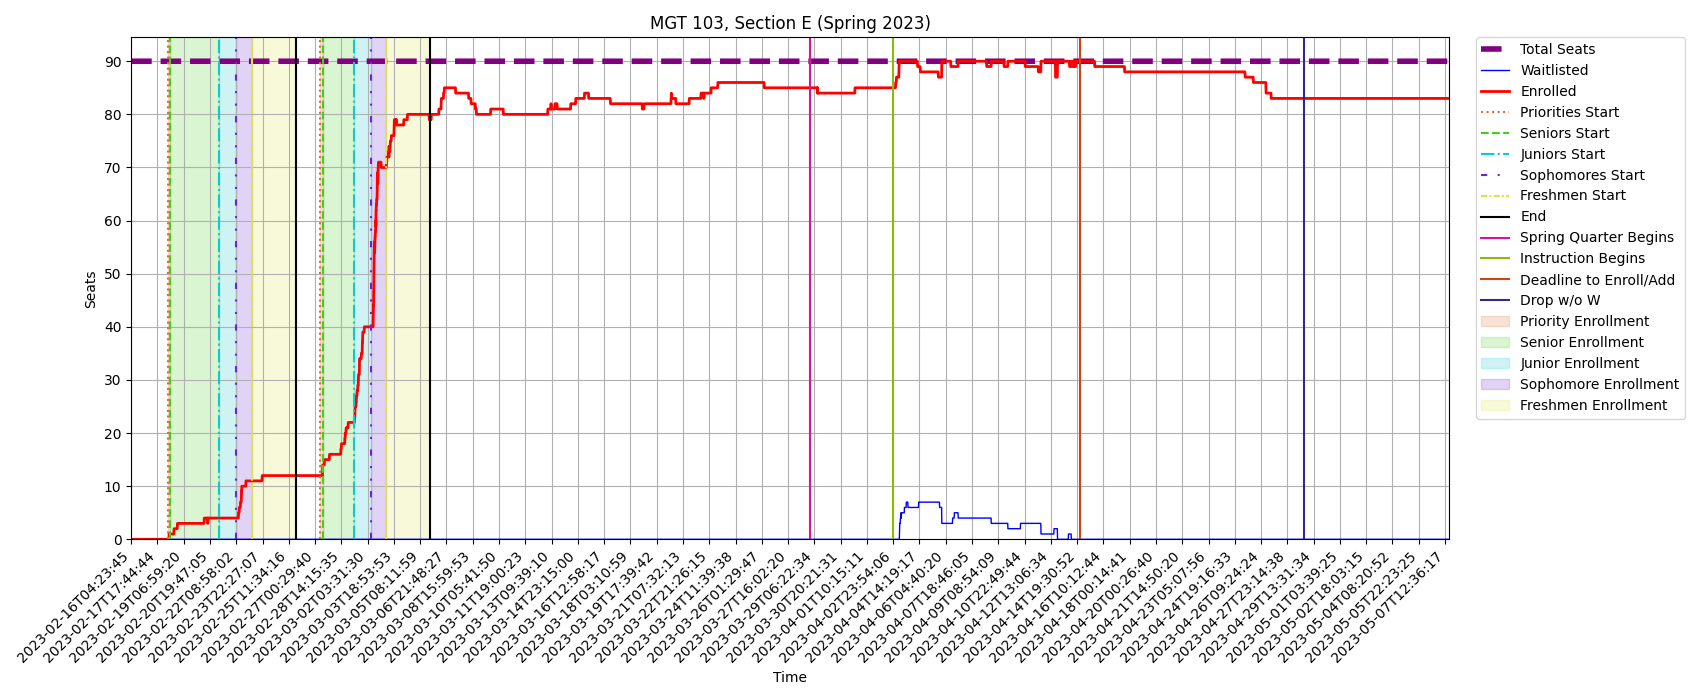 MGT 103, Section E (Spring 2023)
Seats
90
80
70
60
50
40
30
20
10
0
2023-02-16T04:23:45
2023-02-17T17:44:44
2023-02-19T06:59:20
2023-02-20T19:47:05
2023-02-22T08:58:02
2023-02-23T22:27:07
2023-02-25T11:34:16
2023-02-27T00:29:40
2023-02-28T14:15:35
2023-03-02T03:31:30
2023-03-03T18:53:53
2023-03-05T08:11:59
2023-03-06T21:48:27
2023-03-08T15:59:53
2023-03-10T05:41:50
2023-03-11T19:00:23
2023-03-13T09:39:10
2023-03-14T23:15:00
2023-03-16T12:58:17
2023-03-18T03:10:59
2023-03-19T17:39:42
2023-03-21T07:32:13
2023-03-22T21:26:15
2023-03-24T11:39:38
2023-03-26T01:29:47
2023-03-27T16:02:20
2023-03-29T06:22:34
2023-03-30T20:21:31
2023-04-01T10:15:11
2023-04-02T23:54:06
2023-04-04T14:19:17
2023-04-06T04:40:20
2023-04-07T18:46:05
2023-04-09T08:54:09
2023-04-10T22:49:44
2023-04-12T13:06:34
2023-04-14T19:30:52
2023-04-16T10:12:44
2023-04-18T00:14:41
2023-04-20T00:26:40
2023-04-21T14:50:20
2023-04-23T05:07:56
2023-04-24T19:16:33
2023-04-26T09:24:24
2023-04-27T23:14:38
2023-04-29T13:31:34
2023-05-01T03:39:25
2023-05-02T18:03:15
2023-05-04T08:20:52
2023-05-05T22:23:25
2023-05-07T12:36:17
Time
Total Seats
Waitlisted
Enrolled
Priorities Start
Seniors Start
Juniors Start
Sophomores Start
Freshmen Start
End
Spring Quarter Begins
Instruction Begins
Deadline to Enroll/Add
Drop w/o W
Priority Enrollment
Senior Enrollment
Junior Enrollment
Sophomore Enrollment
Freshmen Enrollment